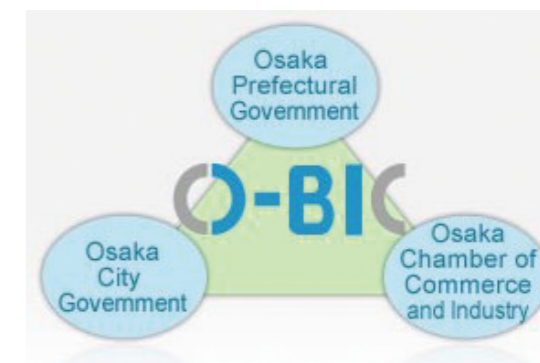 Osaka
Prefectural
Government
O-BIC
Osaka
City
Government
Osaka
Chamber of
Commerce
and Industry